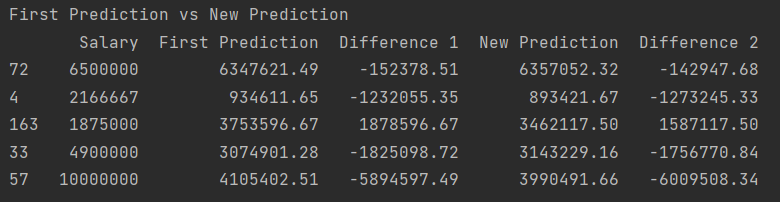 First Prediction vs New Prediction
Salary First Prediction Difference 1 New Prediction Difference 2
72 6500000 6347621.49 -152378.51 6357052.32 -142947.68
4 2166667 934611.65 -1232055.35 893421.67 -1273245.33
163 1875000 3753596.67 1878596.67 3462117.50 1587117.50
33 4900000 3074901.28 -1825098.72 3143229.16 -1756770.84
57 10000000 4105402.51 -5894597.49 3990491.66 -6009508.34